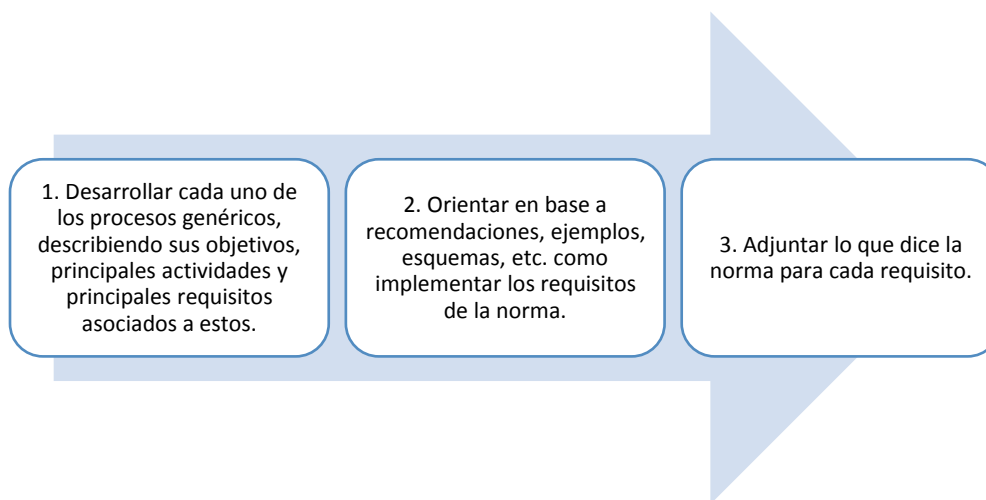 1. Desarrollar cada uno de
los procesos genéricos,
describiendo sus objetivos,
principales actividades y
principales requisitos
asociados a estos.
2. Orientar en base a
recomendaciones, ejemplos,
esquemas, etc. como
implementar los requisitos
de la norma.
3. Adjuntar lo que dice la
norma para cada requisito.